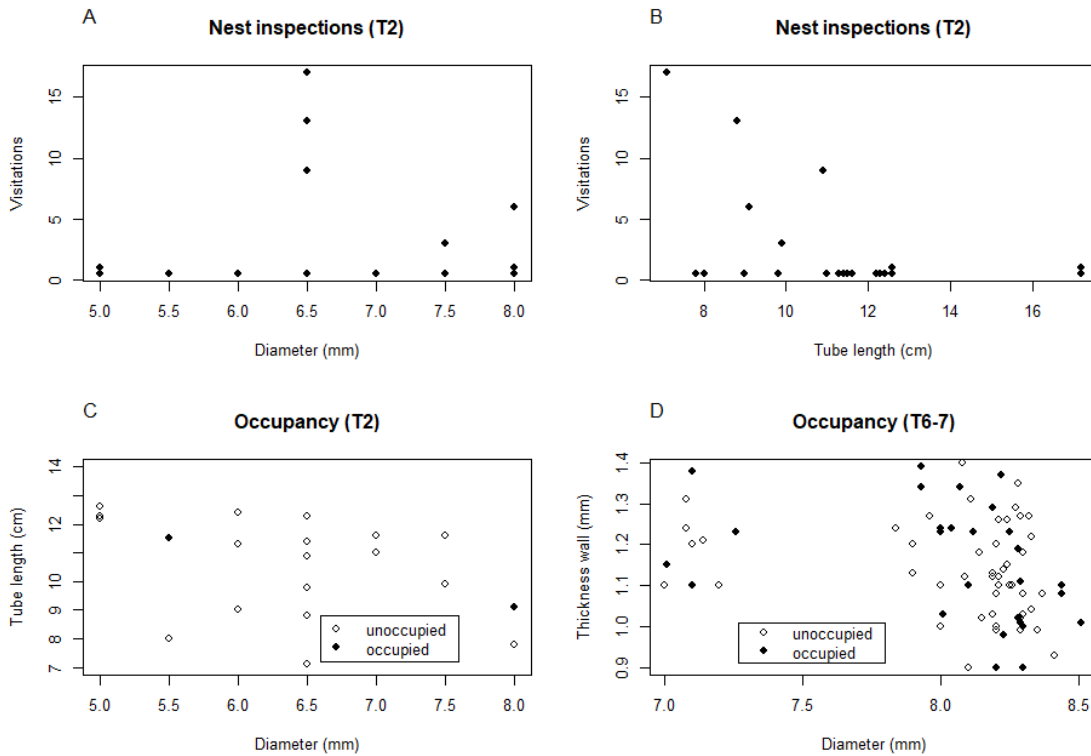 A
Nest inspections (T2)
Visitations
0 5 10 15
5.0 5.5 6.0 6.5 7.0 7.5 8.0
Diameter (mm)
B
Nest inspections (T2)
Visitations
0 5 10 15
8 10 12 14 16
Tube length (cm)
C
Occupancy (T2)
Tube length (cm)
7 8 9 10 12 14
unoccupied
occupied
5.0 5.5 6.0 6.5 7.0 7.5 8.0
Diameter (mm)
D
Occupancy (T6-7)
Thickness wall (mm)
0.9 1.0 1.1 1.2 1.3 1.4
unoccupied
occupied
7.0 7.5 8.0 8.5
Diameter (mm)